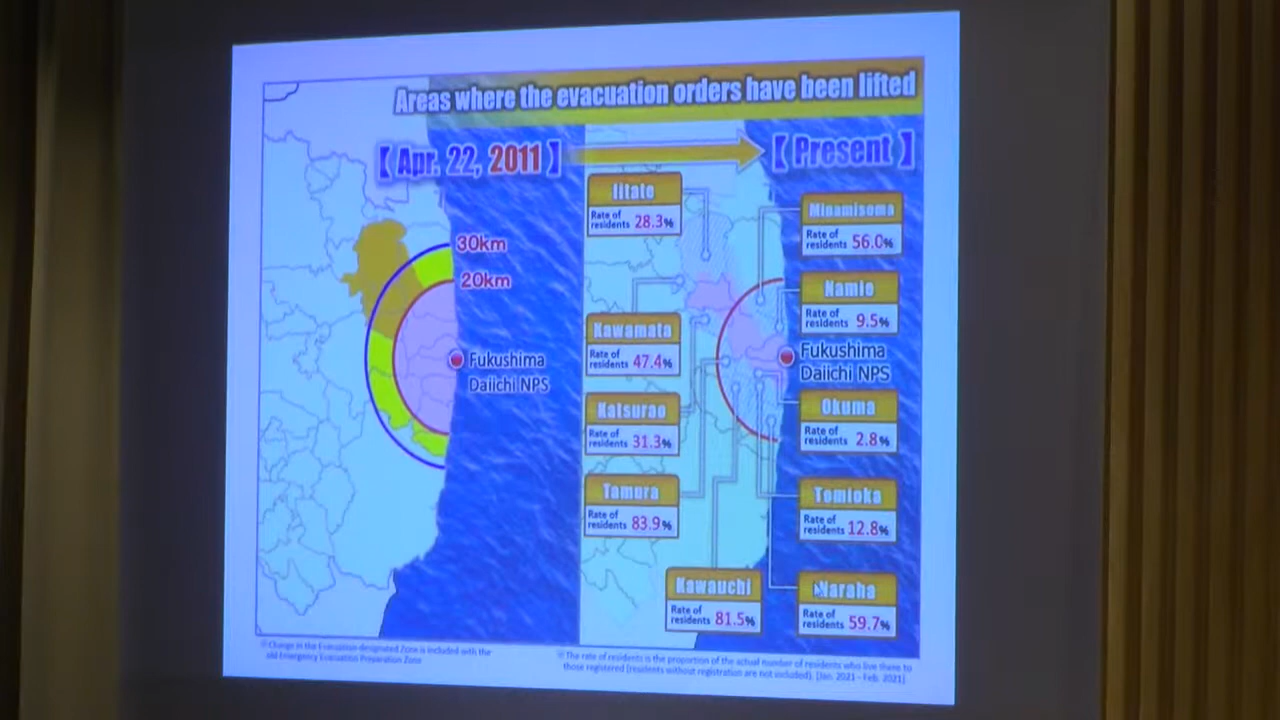 Areas where the evacuation orders have been lifted
【 Apr. 22, 2011 】
【 Present 】
30km
20km
Fukushima
Daiichi NPS
Iitate
Rate of
residents 28.3%
Kawamata
Rate of
residents 47.4%
Katsurao
Rate of
residents 31.3%
Tamura
Rate of
residents 83.9%
Kawauchi
Rate of
residents 81.5%
Minamisoma
Rate of
residents 56.0%
Namie
Rate of
residents 9.5%
Fukushima
Daiichi NPS
Okuma
Rate of
residents 2.8%
Tomioka
Rate of
residents 12.8%
Naraha
Rate of
residents 59.7%
※Change in the Evacuation-designated Zone is included with the
old Emergency Evacuation Preparation Zone
※The rate of residents is the proportion of the actual number of residents who live there to
those registered (residents without registration are not included). [Jan. 2021 - Feb. 2021]